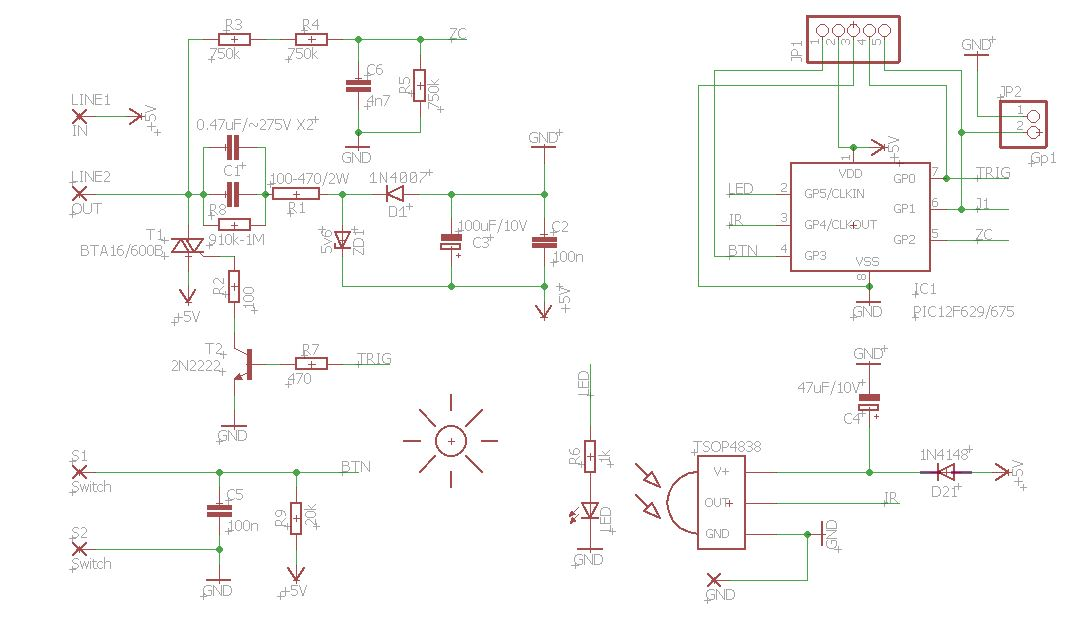 R3
750k
R4
750k
ZC
C6
4n7
R5
750k
GND
LINE1
IN
+5V
0.47uF/~275V X2
C1
LINE2
OUT
R8
910k-1M
100-470/2W
R1
1N4007
D1
5v6
ZD1
100uF/10V
C3
+
GND
C2
100n
+5V
T1
BTA16/600B
+5V
R2
100
T2
2N2222
R7
470
TRIG
GND
S1
Switch
S2
Switch
C5
100n
R9
20k
BTN
GND
+5V
JP1
1
2
3
4
5
GND
JP2
1
2
Gp1
+5V
1
VDD
LED
2
GP5/CLKIN
IR
3
GP4/CLKOUT
BTN
4
GP3
GP0
7
TRIG
GP1
6
J1
GP2
5
ZC
VSS
8
GND
IC1
PIC12F629/675
LED
R6
1k
LED
GND
TSOP4838
V+
OUT
GND
GND
47uF/10V
C4
+
GND
1N4148
D21
+5V
IR
GND